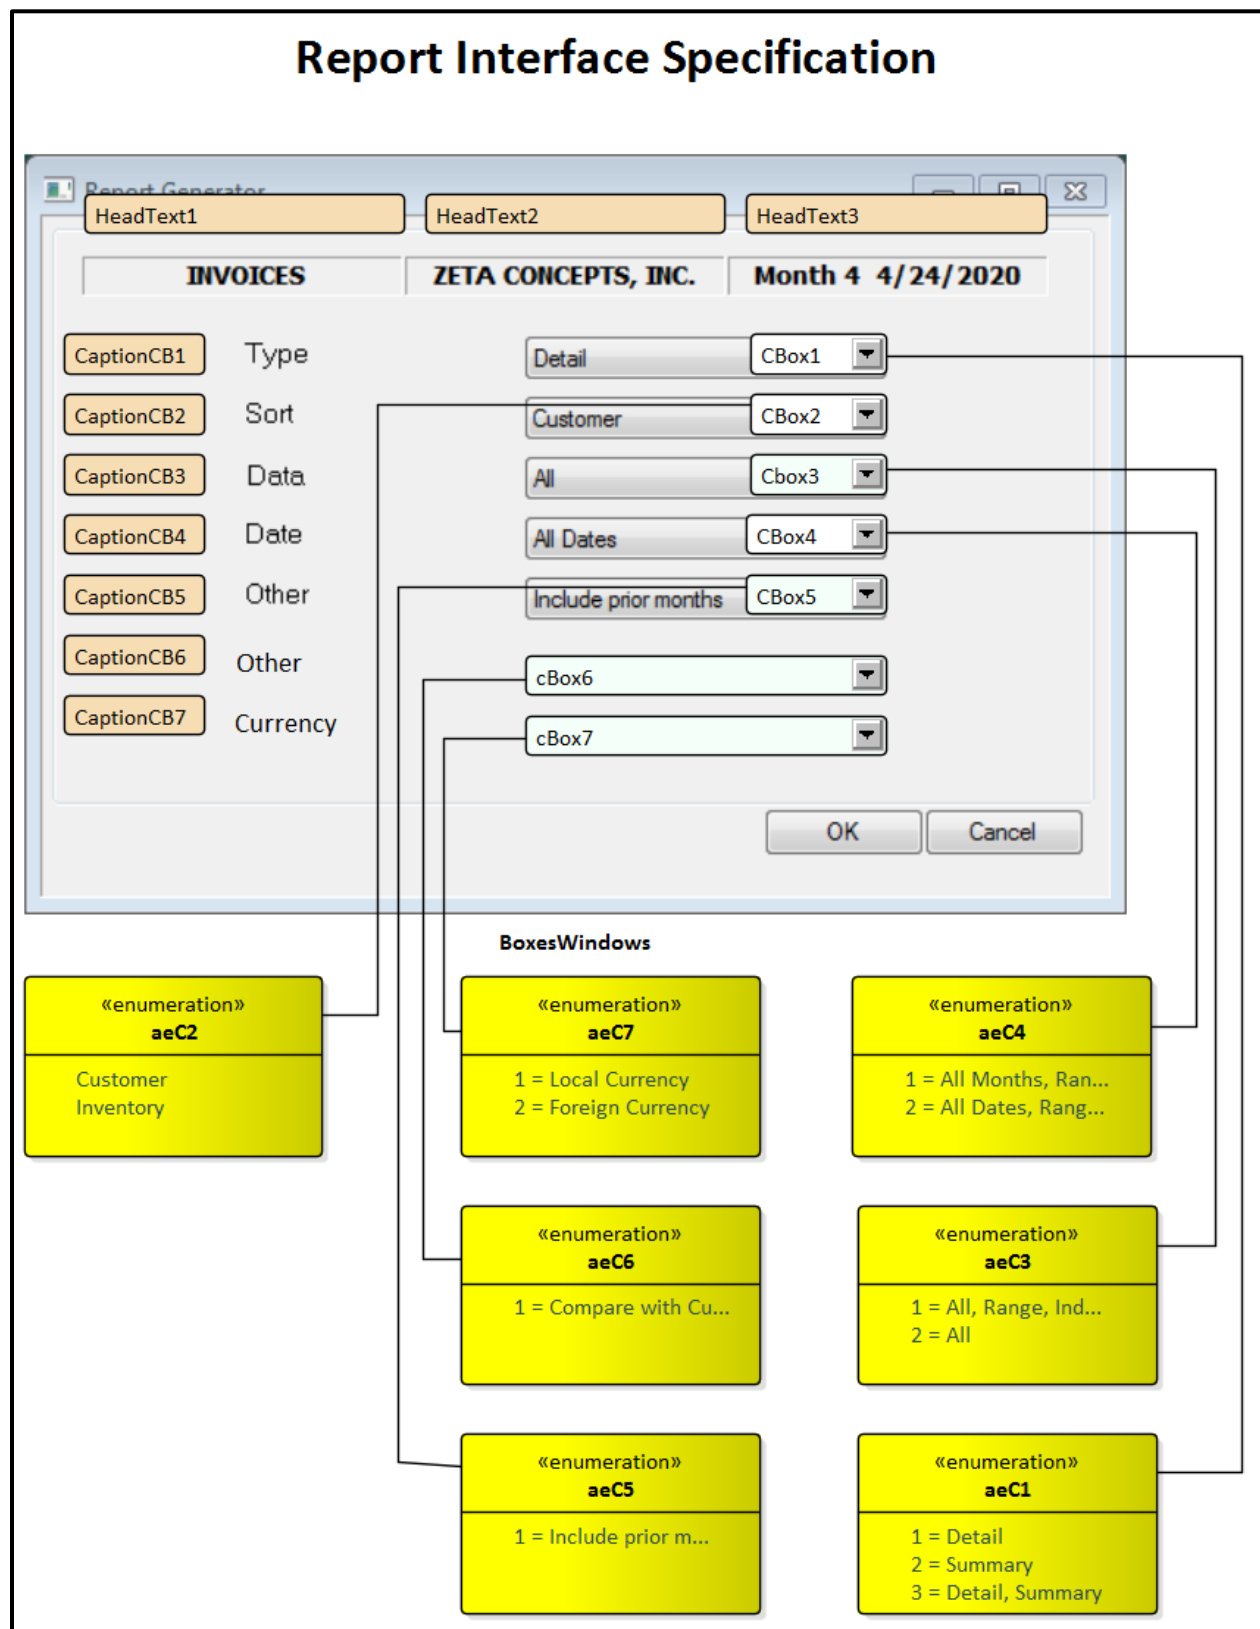 Report Interface Specification
Report Generator
HeadText1 HeadText2 HeadText3
INVOICES ZETA CONCEPTS, INC. Month 4 4/24/2020
CaptionCB1 Type Detail CBox1
CaptionCB2 Sort Customer CBox2
CaptionCB3 Data All Cbox3
CaptionCB4 Date All Dates CBox4
CaptionCB5 Other Include prior months CBox5
CaptionCB6 Other cBox6
CaptionCB7 Currency cBox7
OK Cancel
BoxesWindows
«enumeration»
aeC2
Customer
Inventory
«enumeration»
aeC7
1 = Local Currency
2 = Foreign Currency
«enumeration»
aeC4
1 = All Months, Ran...
2 = All Dates, Rang...
«enumeration»
aeC6
1 = Compare with Cu...
«enumeration»
aeC3
1 = All, Range, Ind...
2 = All
«enumeration»
aeC5
1 = Include prior m...
«enumeration»
aeC1
1 = Detail
2 = Summary
3 = Detail, Summary